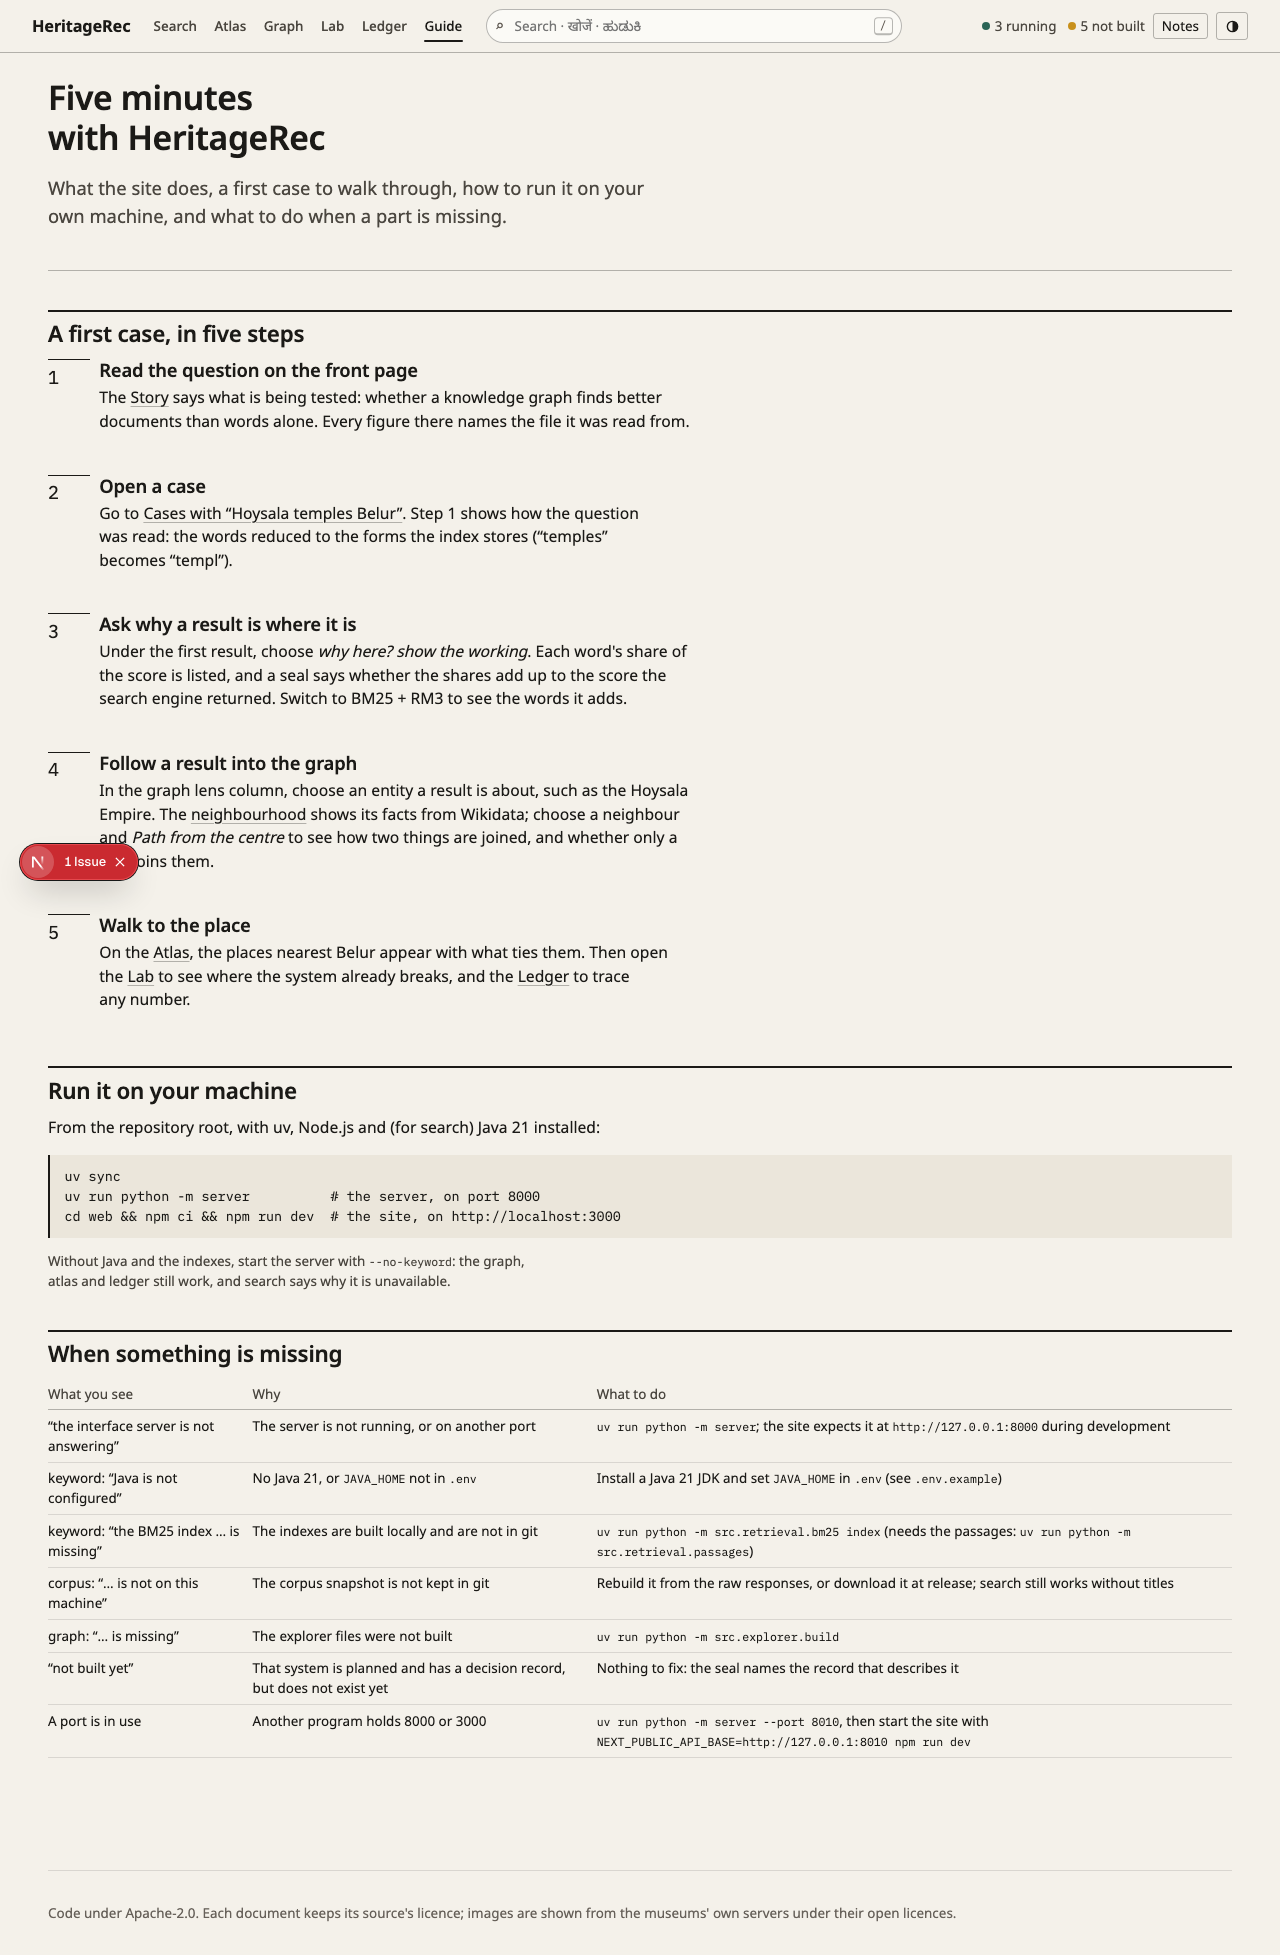 HeritageRec Search Atlas Graph Lab Ledger Guide Search · खोजें · ಹುಡುಕಿ / 3 running 5 not built Notes
Five minutes
with HeritageRec
What the site does, a first case to walk through, how to run it on your
own machine, and what to do when a part is missing.
A first case, in five steps
1
Read the question on the front page
The Story says what is being tested: whether a knowledge graph finds better
documents than words alone. Every figure there names the file it was read from.
2
Open a case
Go to Cases with “Hoysala temples Belur”. Step 1 shows how the question
was read: the words reduced to the forms the index stores (“temples”
becomes “templ”).
3
Ask why a result is where it is
Under the first result, choose why here? show the working. Each word's share of
the score is listed, and a seal says whether the shares add up to the score the
search engine returned. Switch to BM25 + RM3 to see the words it adds.
4
Follow a result into the graph
In the graph lens column, choose an entity a result is about, such as the Hoysala
Empire. The neighbourhood shows its facts from Wikidata; choose a neighbour
and Path from the centre to see how two things are joined, and whether only a
1 Issue
them.
5
Walk to the place
On the Atlas, the places nearest Belur appear with what ties them. Then open
the Lab to see where the system already breaks, and the Ledger to trace
any number.
Run it on your machine
From the repository root, with uv, Node.js and (for search) Java 21 installed:
uv sync
uv run python -m server # the server, on port 8000
cd web && npm ci && npm run dev # the site, on http://localhost:3000
Without Java and the indexes, start the server with --no-keyword: the graph,
atlas and ledger still work, and search says why it is unavailable.
When something is missing
What you see Why What to do
“the interface server is not
answering”
The server is not running, or on another port
uv run python -m server; the site expects it at http://127.0.0.1:8000 during development
keyword: “Java is not
configured”
No Java 21, or JAVA_HOME not in .env
Install a Java 21 JDK and set JAVA_HOME in .env (see .env.example)
keyword: “the BM25 index … is
missing”
The indexes are built locally and are not in git
uv run python -m src.retrieval.bm25 index (needs the passages: uv run python -m
src.retrieval.passages)
corpus: “… is not on this
machine”
The corpus snapshot is not kept in git
Rebuild it from the raw responses, or download it at release; search still works without titles
graph: “… is missing”
The explorer files were not built
uv run python -m src.explorer.build
“not built yet”
That system is planned and has a decision record,
but does not exist yet
Nothing to fix: the seal names the record that describes it
A port is in use
Another program holds 8000 or 3000
uv run python -m server --port 8010, then start the site with
NEXT_PUBLIC_API_BASE=http://127.0.0.1:8010 npm run dev
Code under Apache-2.0. Each document keeps its source's licence; images are shown from the museums' own servers under their open licences.